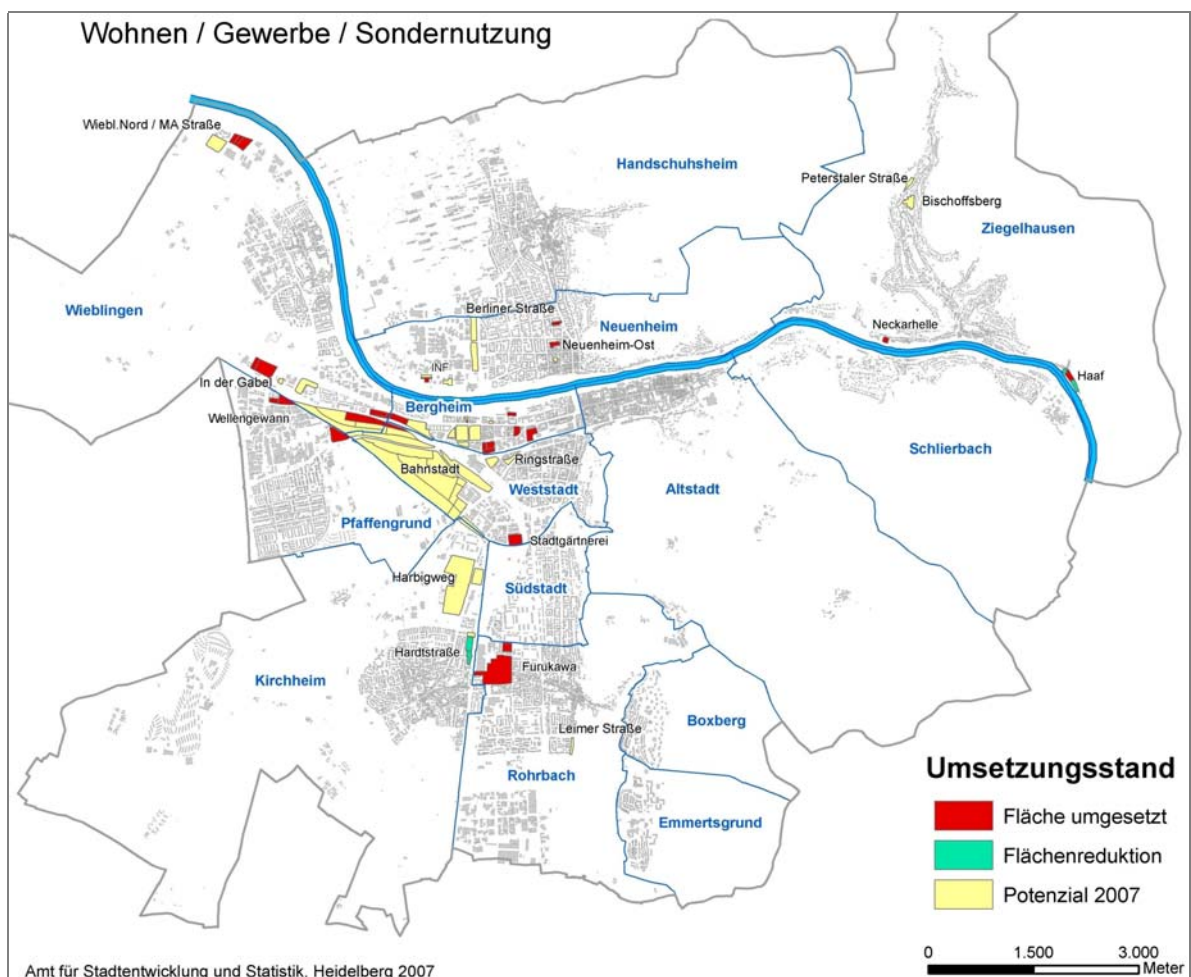 Wohnen / Gewerbe / Sondernutzung
Wiebl.Nord / MA Straße
Handschuhsheim
Peterstaler Straße
Bischoffsberg
Ziegelhausen
Wieblingen
Berliner Straße
Neuenheim
Neckarhelle
Neuenheim-Ost
INF
Haaf
In der Gabel
Bergheim
Wellengewann
Schlierbach
Ringstraße
Bahnstadt
Weststadt
Altstadt
Pfaffengrund
Stadtgärtnerei
Harbigweg
Südstadt
Hardtstraße
Furukawa
Kirchheim
Boxberg
Leimer Straße
Rohrbach
Emmertsgrund
Umsetzungsstand
Fläche umgesetzt
Flächenreduktion
Potenzial 2007
0 1.500 3.000
Meter
Amt für Stadtentwicklung und Statistik, Heidelberg 2007